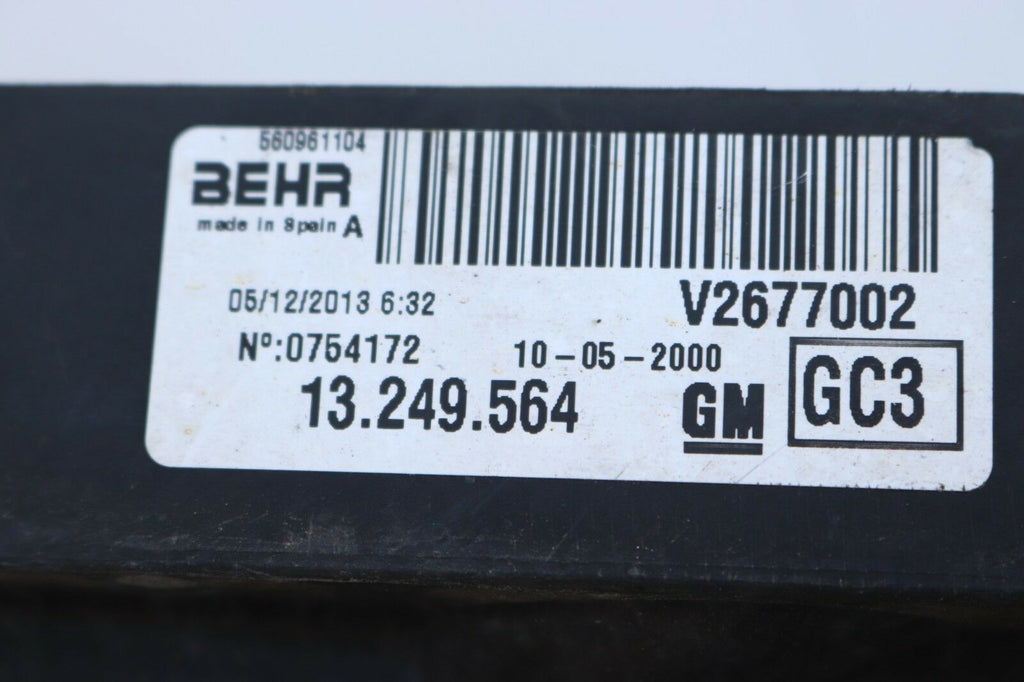 560961104
BEHR
made in Spain A
05/12/2013 6:32
V2677002
Nº:0754172
10-05-2000
13.249.564
GM
GC3